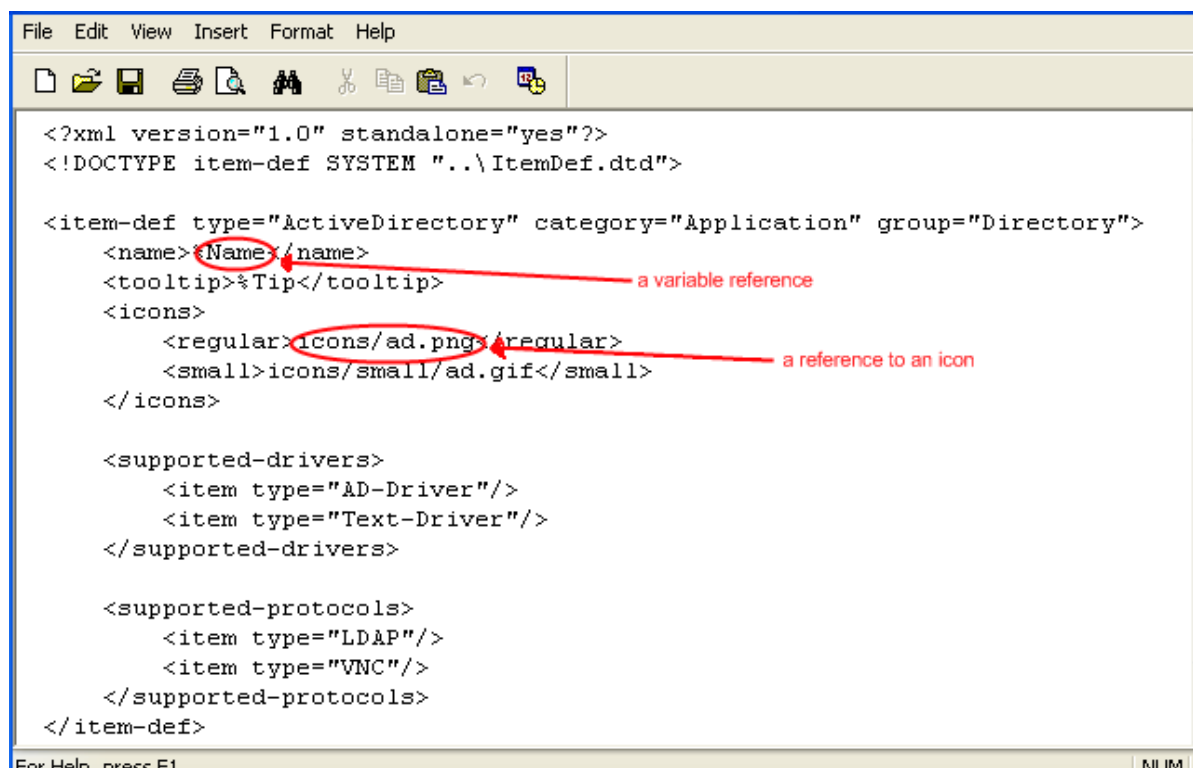 File Edit View Insert Format Help
<?xml version="1.0" standalone="yes"?>
<!DOCTYPE item-def SYSTEM "..\ItemDef.dtd">
<item-def type="ActiveDirectory" category="Application" group="Directory">
<name>%Name</name>
<tooltip>%Tip</tooltip>
a variable reference
<icons>
<regular>icons/ad.png</regular>
a reference to an icon
<small>icons/small/ad.gif</small>
</icons>
<supported-drivers>
<item type="AD-Driver"/>
<item type="Text-Driver"/>
</supported-drivers>
<supported-protocols>
<item type="LDAP"/>
<item type="VNC"/>
</supported-protocols>
</item-def>
For Help, press F1
NUM